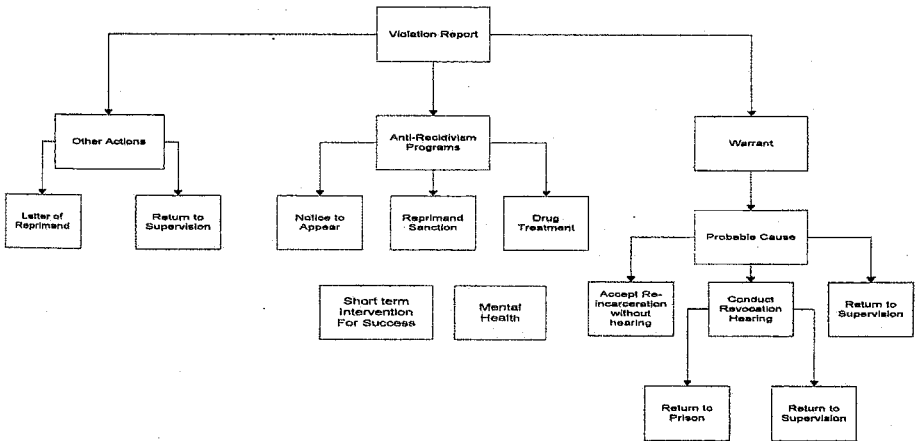 Violation Report
Other Actions
Anti-Recidivism
Programs
Warrant
Letter of
Reprimand
Return to
Supervision
Notice to
Appear
Reprimand
Sanction
Drug
Treatment
Probable Cause
Short term
Intervention
For Success
Mental
Health
Accept Re-
incarceration
without
hearing
Conduct
Revocation
Hearing
Return to
Supervision
Return to
Prison
Return to
Supervision